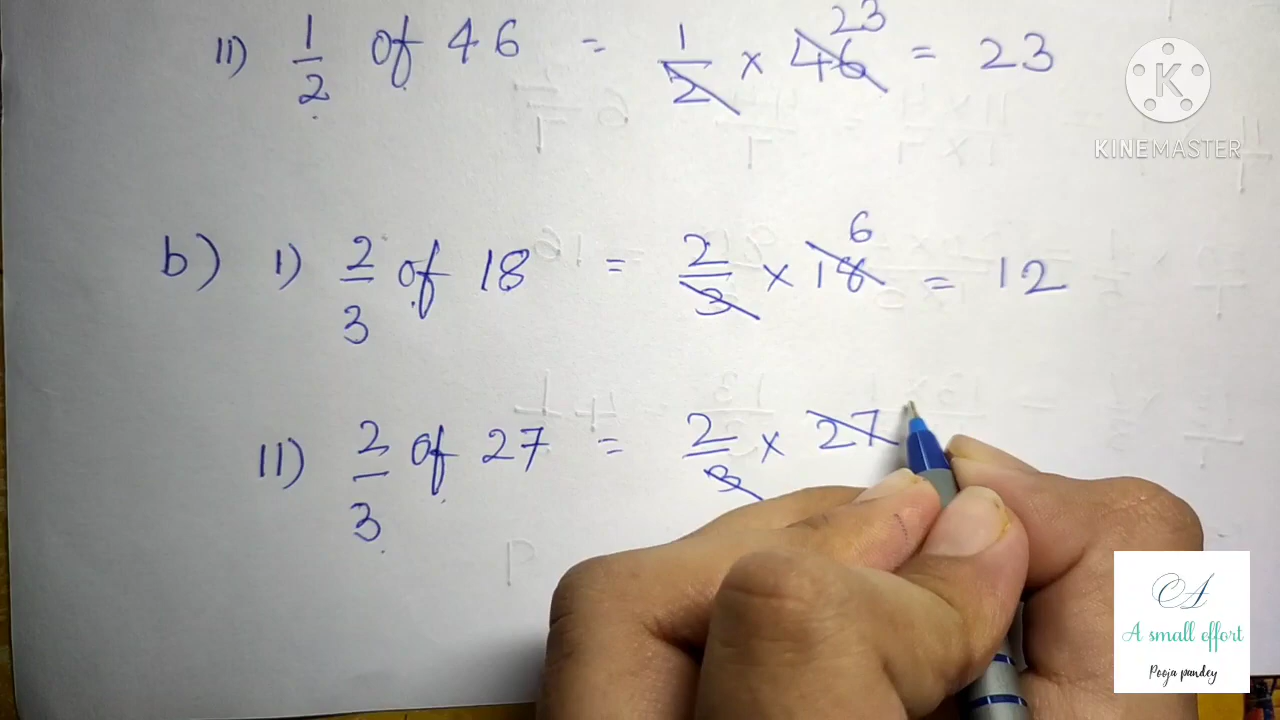 II) 1/2 of 46 = 1/2 × 46 23 = 23
KINEMASTER
b) I) 2/3 of 18 = 2/3 × 18 6 = 12
II) 2/3 of 27 = 2/3 × 27
A
A small effort
Pooja pandey